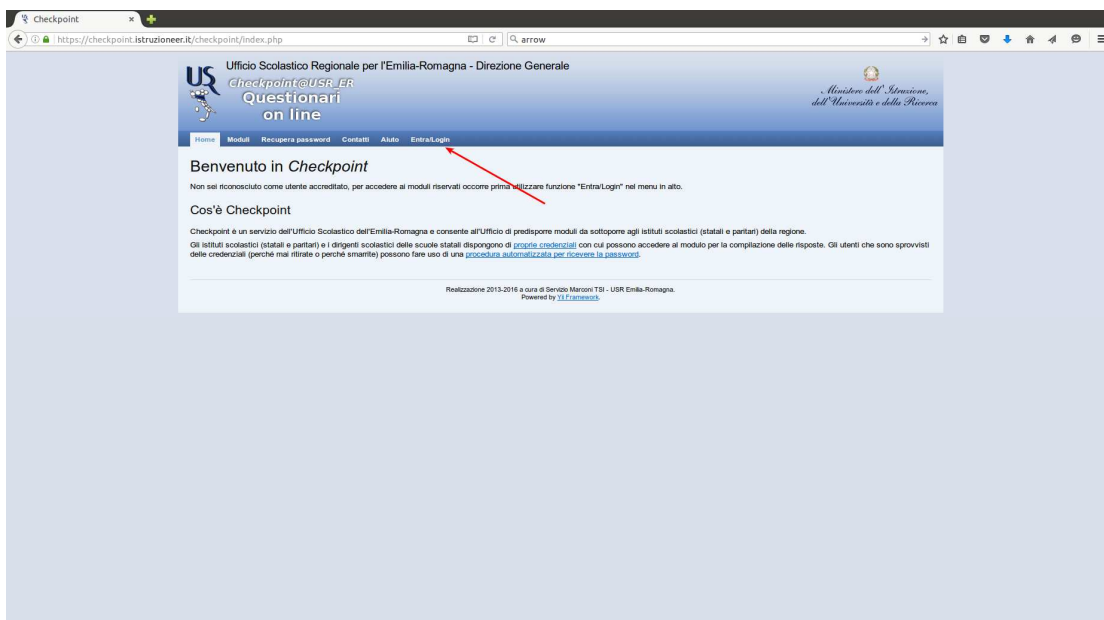 Checkpoint
https://checkpoint.istruzioneer.it/checkpoint/index.php
arrow
US
Ufficio Scolastico Regionale per l'Emilia-Romagna - Direzione Generale
Checkpoint@USR_ER
Questionari
on line
Ministero dell'Istruzione,
dell'Università e della Ricerca
Home Moduli Recupera password Contatti Aiuto Entra/Login
Benvenuto in Checkpoint
Non sei riconosciuto come utente accreditato, per accedere ai moduli riservati occorre prima utilizzare funzione "Entra/Login" nel menu in alto.
Cos'è Checkpoint
Checkpoint è un servizio dell'Ufficio Scolastico dell'Emilia-Romagna e consente all'Ufficio di predisporre moduli da sottoporre agli istituti scolastici (statali e paritari) della regione.
Gli istituti scolastici (statali e paritari) e i dirigenti scolastici delle scuole statali dispongono di proprie credenziali con cui possono accedere al modulo per la compilazione delle risposte. Gli utenti che sono sprovvisti
delle credenziali (perché mai ritirate o perché smarrite) possono fare uso di una procedura automatizzata per ricevere la password.
Realizzazione 2013-2016 a cura di Servizio Marconi TSI - USR Emilia-Romagna.
Powered by Yii Framework.